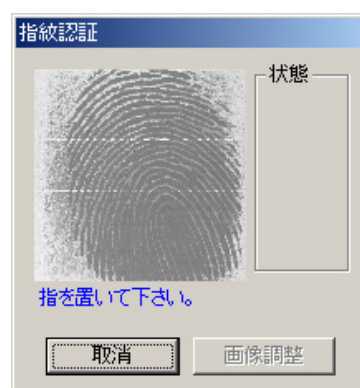 指紋認証
状態
指を置いて下さい。
取消
画像調整